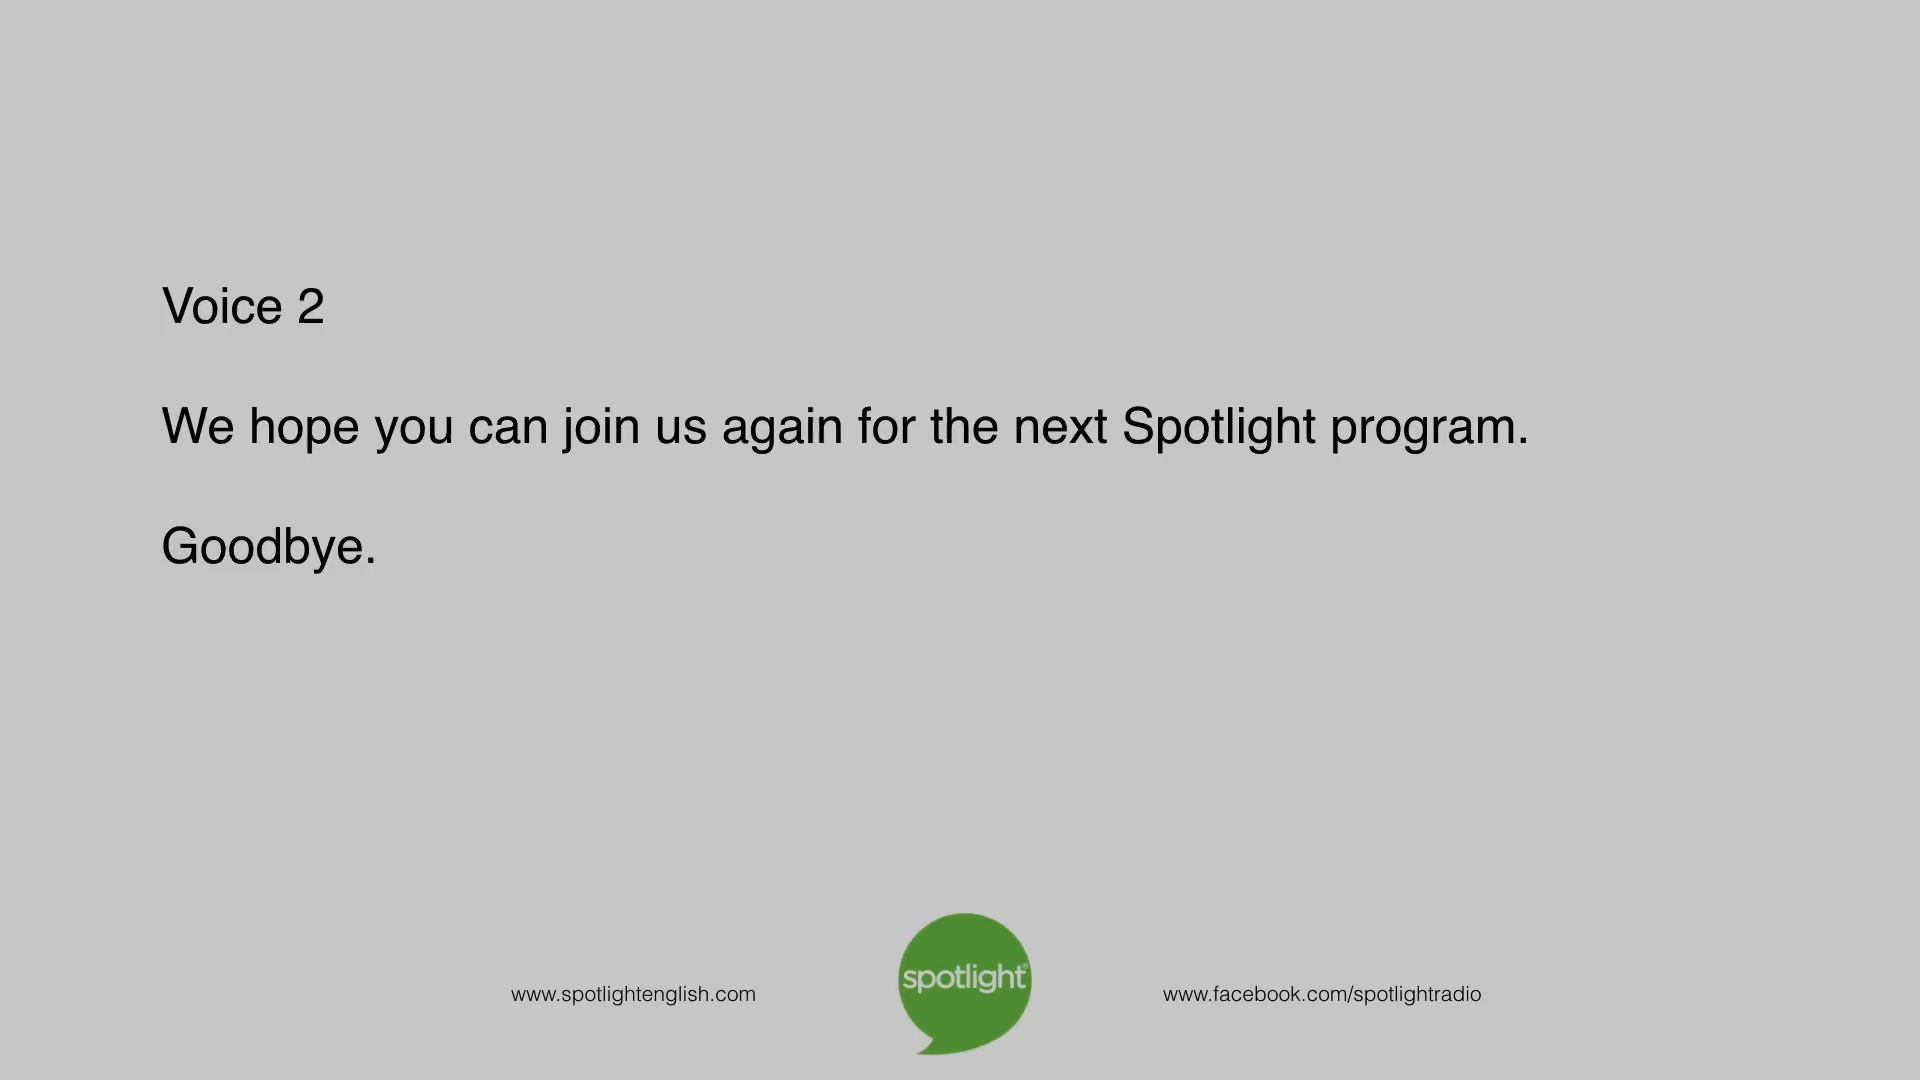 Voice 2
We hope you can join us again for the next Spotlight program.
Goodbye.
www.spotlightenglish.com
spotlight®
www.facebook.com/spotlightradio